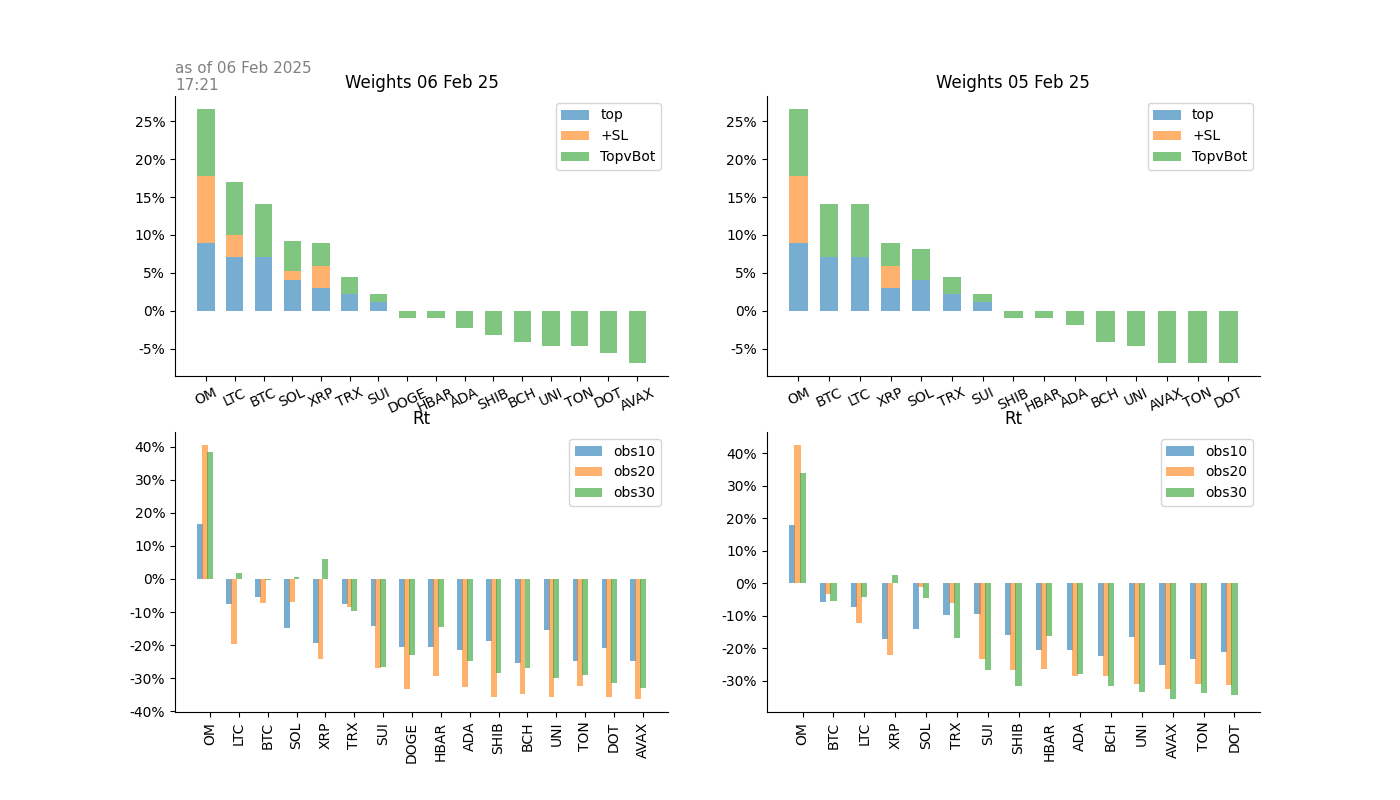 as of 06 Feb 2025
17:21
Weights 06 Feb 25
25%
20%
15%
10%
5%
0%
-5%
top
+SL
TopvBot
OM LTC BTC SOL XRP TRX SUI DOGE HBAR ADA SHIB BCH UNI TON DOT AVAX
Weights 05 Feb 25
25%
20%
15%
10%
5%
0%
-5%
top
+SL
TopvBot
OM BTC LTC XRP SOL TRX SUI SHIB HBAR ADA BCH UNI AVAX TON DOT
Rt
40%
30%
20%
10%
0%
-10%
-20%
-30%
-40%
obs10
obs20
obs30
OM LTC BTC SOL XRP TRX SUI DOGE HBAR ADA SHIB BCH UNI TON DOT AVAX
Rt
40%
30%
20%
10%
0%
-10%
-20%
-30%
obs10
obs20
obs30
OM BTC LTC XRP SOL TRX SUI SHIB HBAR ADA BCH UNI AVAX TON DOT